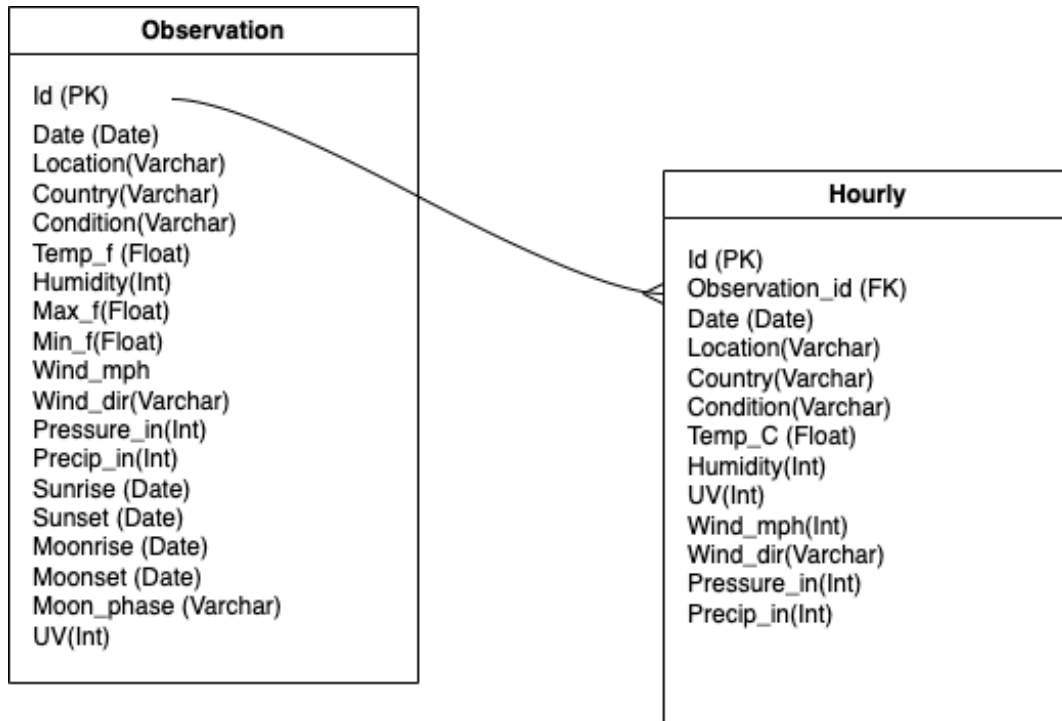 Observation
Id (PK)
Date (Date)
Location(Varchar)
Country(Varchar)
Condition(Varchar)
Temp_f (Float)
Humidity(Int)
Max_f(Float)
Min_f(Float)
Wind_mph
Wind_dir(Varchar)
Pressure_in(Int)
Precip_in(Int)
Sunrise (Date)
Sunset (Date)
Moonrise (Date)
Moonset (Date)
Moon_phase (Varchar)
UV(Int)
Hourly
Id (PK)
Observation_id (FK)
Date (Date)
Location(Varchar)
Country(Varchar)
Condition(Varchar)
Temp_C (Float)
Humidity(Int)
UV(Int)
Wind_mph(Int)
Wind_dir(Varchar)
Pressure_in(Int)
Precip_in(Int)